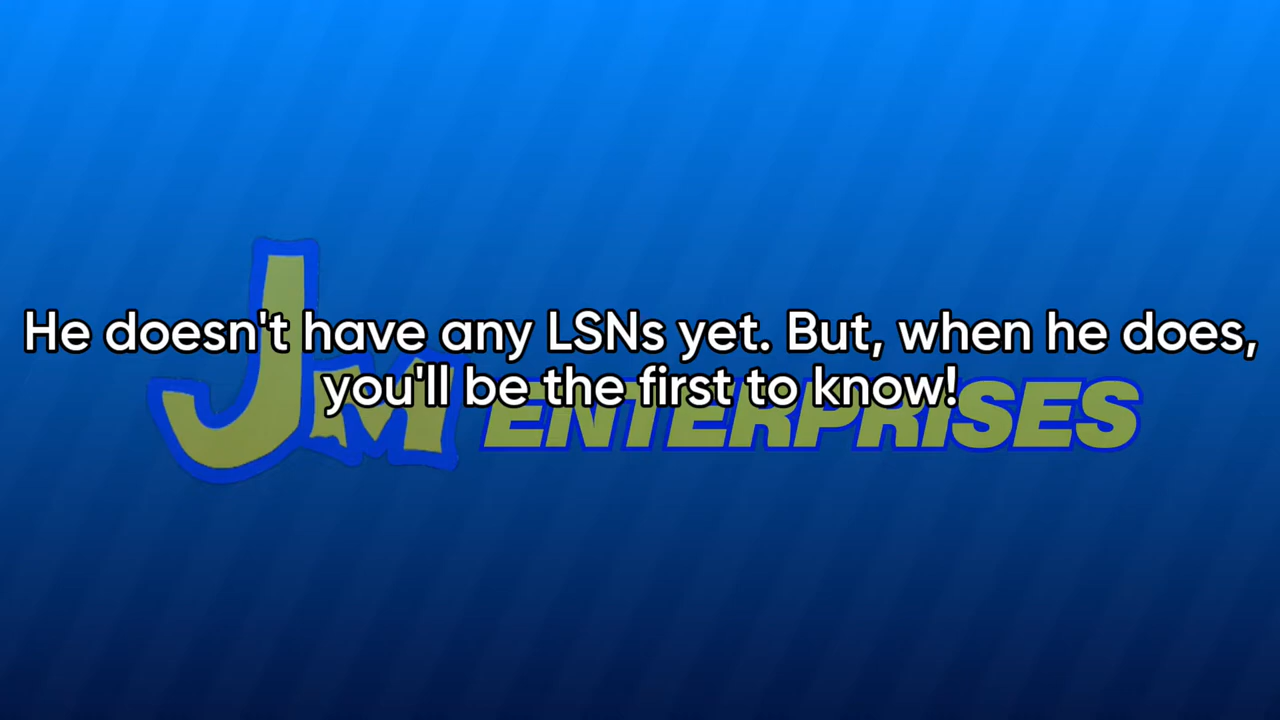 He doesn't have any LSNs yet. But, when he does,
you'll be the first to know!
JM ENTERPRISES